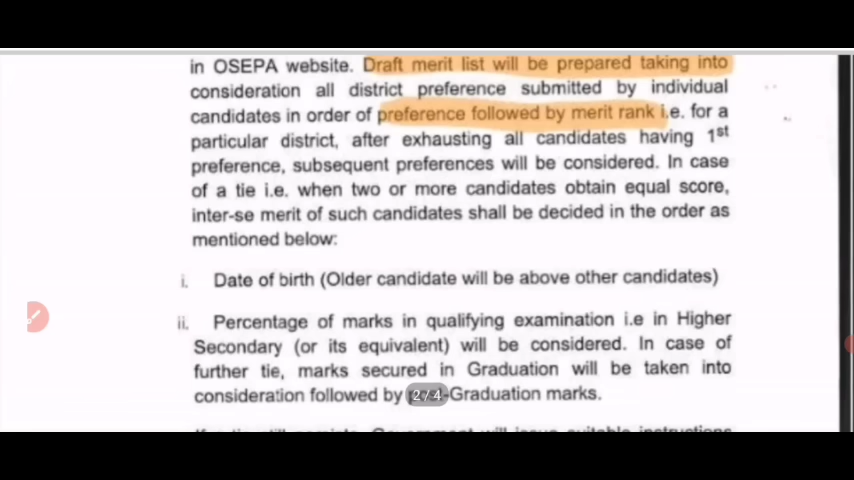 in OSEPA website. Draft merit list will be prepared taking into
consideration all district preference submitted by individual
candidates in order of preference followed by merit rank i.e. for a
particular district, after exhausting all candidates having 1st
preference, subsequent preferences will be considered. In case
of a tie i.e. when two or more candidates obtain equal score,
inter-se merit of such candidates shall be decided in the order as
mentioned below:
i. Date of birth (Older candidate will be above other candidates)
ii. Percentage of marks in qualifying examination i.e in Higher
Secondary (or its equivalent) will be considered. In case of
further tie, marks secured in Graduation will be taken into
consideration followed by -Graduation marks.
2/4